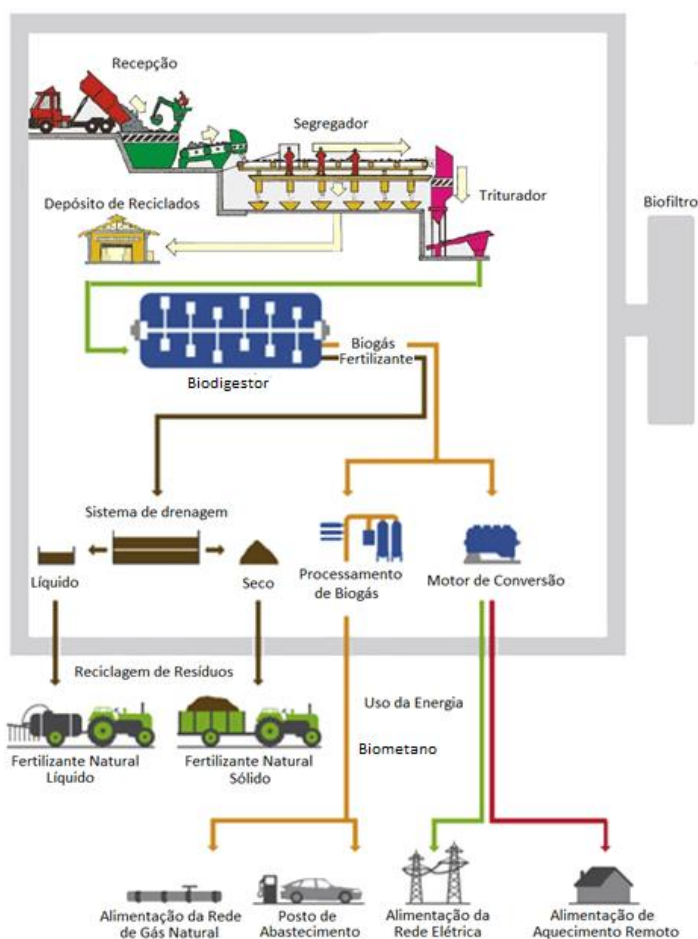 Recepção
Segregador
Depósito de Reciclados
Triturador
Biofiltro
Biogás
Fertilizante
Biodigestor
Sistema de drenagem
Líquido
Seco
Processamento
de Biogás
Motor de Conversão
Reciclagem de Resíduos
Uso da Energia
Fertilizante Natural
Líquido
Fertilizante Natural
Sólido
Biometano
Alimentação da Rede
de Gás Natural
Posto de
Abastecimento
Alimentação da
Rede Elétrica
Alimentação de
Aquecimento Remoto